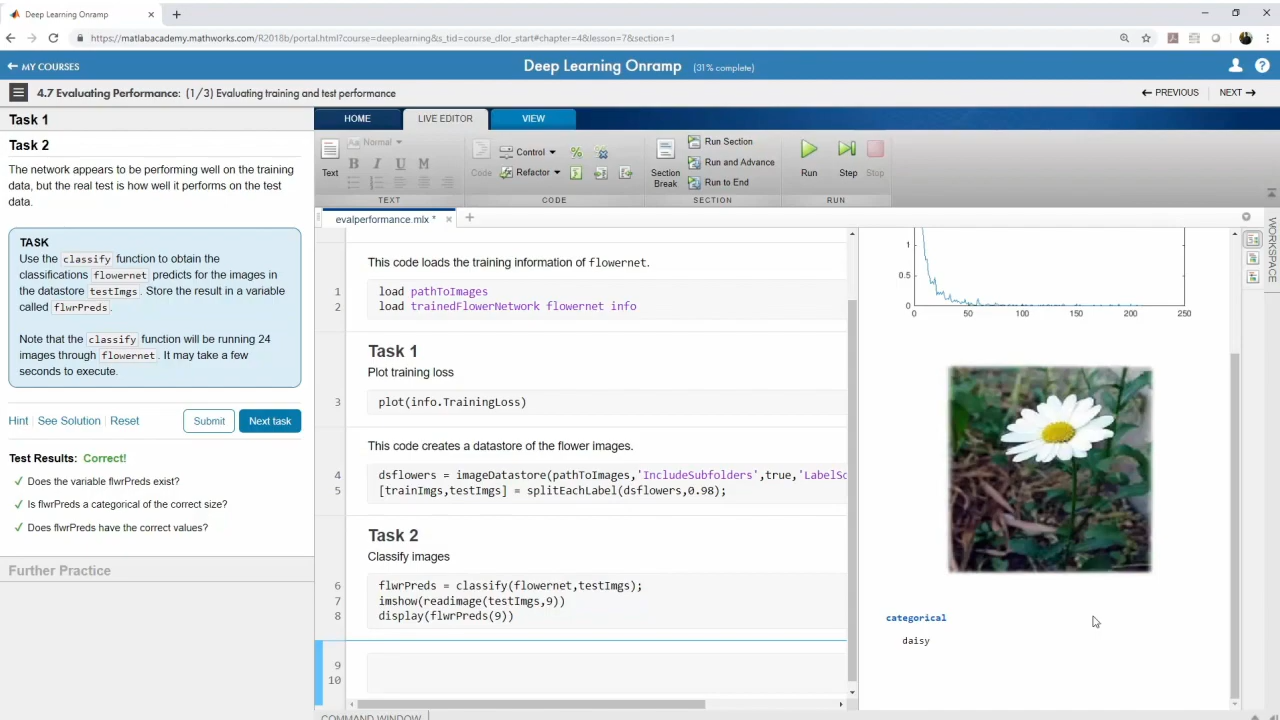 Deep Learning Onramp
https://matlabacademy.mathworks.com/R2018b/portal.html?course=deeplearning&s_tid=course_dlor_start#chapter=4&lesson=7&section=1
MY COURSES
Deep Learning Onramp (31% complete)
4.7 Evaluating Performance: (1/3) Evaluating training and test performance
PREVIOUS
NEXT
Task 1
Task 2
The network appears to be performing well on the training
data, but the real test is how well it performs on the test
data.
TASK
Use the classify function to obtain the
classifications flowernet predicts for the images in
the datastore testImgs. Store the result in a variable
called flwrPreds.
Note that the classify function will be running 24
images through flowernet. It may take a few
seconds to execute.
Hint
See Solution
Reset
Submit
Next task
Test Results: Correct!
✓ Does the variable flwrPreds exist?
✓ Is flwrPreds a categorical of the correct size?
✓ Does flwrPreds have the correct values?
Further Practice
HOME
LIVE EDITOR
VIEW
Text
Aa Normal
B I U M
TEXT
Code
Control
Refactor
%
CODE
Section
Break
Run Section
Run and Advance
Run to End
SECTION
Run
Step
Stop
RUN
evalperformance.mlx *
This code loads the training information of flowernet.
1 load pathToImages
2 load trainedFlowerNetwork flowernet info
Task 1
Plot training loss
3 plot(info.TrainingLoss)
This code creates a datastore of the flower images.
4 dsflowers = imageDatastore(pathToImages,'IncludeSubfolders',true,'LabelSo
5 [trainImgs,testImgs] = splitEachLabel(dsflowers,0.98);
Task 2
Classify images
6 flwrPreds = classify(flowernet,testImgs);
7 imshow(readimage(testImgs,9))
8 display(flwrPreds(9))
9
10
COMMAND WINDOW
1
0.5
0
0 50 100 150 200 250
categorical
daisy
WORKSPACE